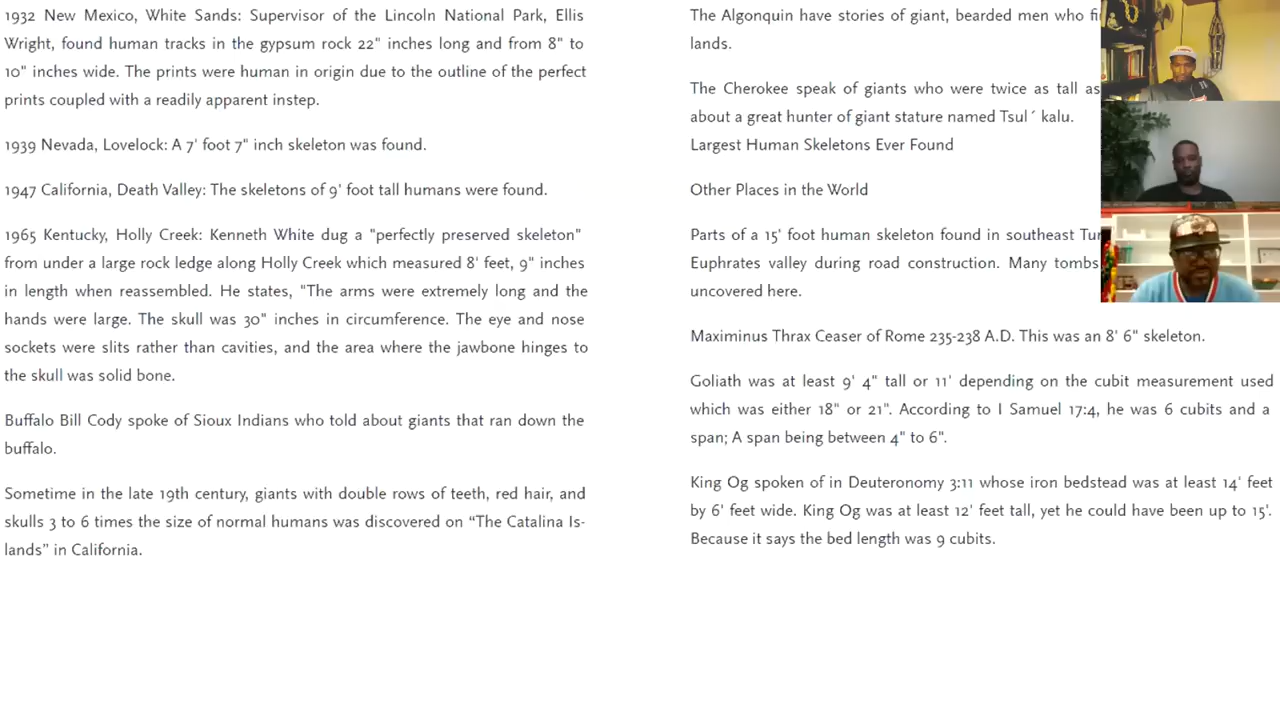 1932 New Mexico, White Sands: Supervisor of the Lincoln National Park, Ellis
Wright, found human tracks in the gypsum rock 22" inches long and from 8" to
10" inches wide. The prints were human in origin due to the outline of the perfect
prints coupled with a readily apparent instep.
1939 Nevada, Lovelock: A 7' foot 7" inch skeleton was found.
1947 California, Death Valley: The skeletons of 9' foot tall humans were found.
1965 Kentucky, Holly Creek: Kenneth White dug a "perfectly preserved skeleton"
from under a large rock ledge along Holly Creek which measured 8' feet, 9" inches
in length when reassembled. He states, "The arms were extremely long and the
hands were large. The skull was 30" inches in circumference. The eye and nose
sockets were slits rather than cavities, and the area where the jawbone hinges to
the skull was solid bone.
Buffalo Bill Cody spoke of Sioux Indians who told about giants that ran down the
buffalo.
Sometime in the late 19th century, giants with double rows of teeth, red hair, and
skulls 3 to 6 times the size of normal humans was discovered on “The Catalina Is-
lands” in California.
The Algonquin have stories of giant, bearded men who
lands.
The Cherokee speak of giants who were twice as tall as
about a great hunter of giant stature named Tsul ´ kalu.
Largest Human Skeletons Ever Found
Other Places in the World
Parts of a 15' foot human skeleton found in southeast
Euphrates valley during road construction. Many tombs
uncovered here.
Maximinus Thrax Ceaser of Rome 235-238 A.D. This was an 8' 6" skeleton.
Goliath was at least 9' 4" tall or 11' depending on the cubit measurement used
which was either 18" or 21". According to I Samuel 17:4, he was 6 cubits and a
span; A span being between 4" to 6".
King Og spoken of in Deuteronomy 3:11 whose iron bedstead was at least 14' feet
by 6' feet wide. King Og was at least 12' feet tall, yet he could have been up to 15'.
Because it says the bed length was 9 cubits.